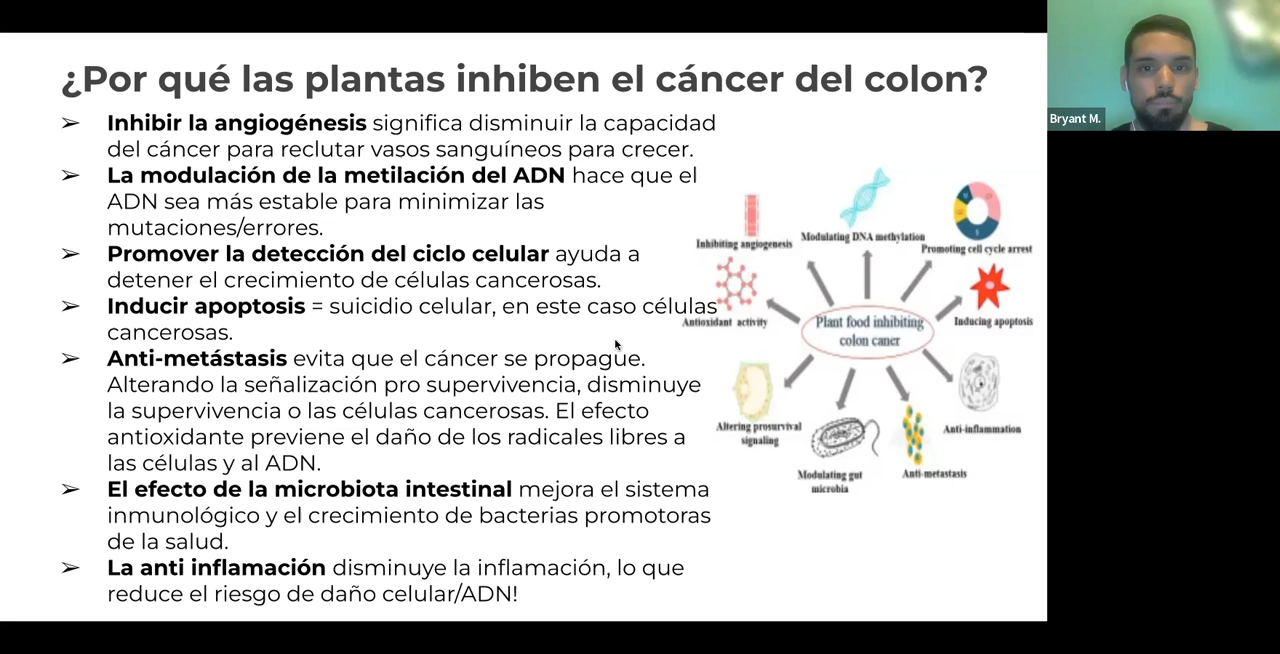 ¿Por qué las plantas inhiben el cáncer del colon?
➢ Inhibir la angiogénesis significa disminuir la capacidad
del cáncer para reclutar vasos sanguíneos para crecer.
➢ La modulación de la metilación del ADN hace que el
ADN sea más estable para minimizar las
mutaciones/errores.
➢ Promover la detección del ciclo celular ayuda a
detener el crecimiento de células cancerosas.
➢ Inducir apoptosis = suicidio celular, en este caso células
cancerosas.
➢ Anti-metástasis evita que el cáncer se propague.
Alterando la señalización pro supervivencia, disminuye
la supervivencia o las células cancerosas. El efecto
antioxidante previene el daño de los radicales libres a
las células y al ADN.
➢ El efecto de la microbiota intestinal mejora el sistema
inmunológico y el crecimiento de bacterias promotoras
de la salud.
➢ La anti inflamación disminuye la inflamación, lo que
reduce el riesgo de daño celular/ADN!
Inhibiting angiogenesis
Modulating DNA methylation
Promoting cell cycle arrest
Antioxidant activity
Plant food inhibiting
colon caner
Inducing apoptosis
Altering prosurvival
signaling
Modulating gut
microbia
Anti-metastasis
Anti-inflammation
Bryant M.